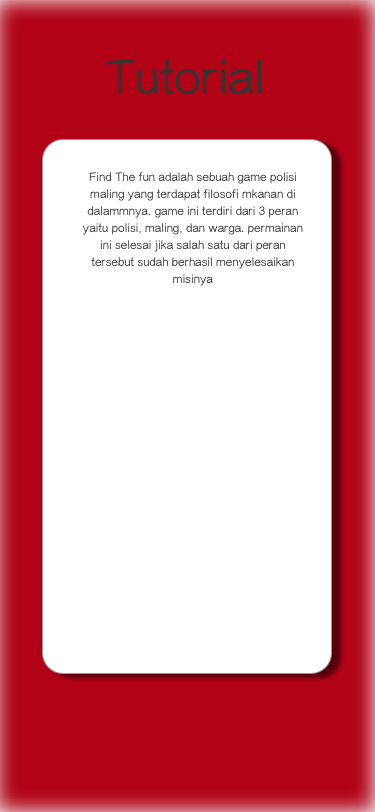 Tutorial
Find The fun adalah sebuah game polisi
maling yang terdapat filosofi mkanan di
dalammnya. game ini terdiri dari 3 peran
yaitu polisi, maling, dan warga. permainan
ini selesai jika salah satu dari peran
tersebut sudah berhasil menyelesaikan
misinya